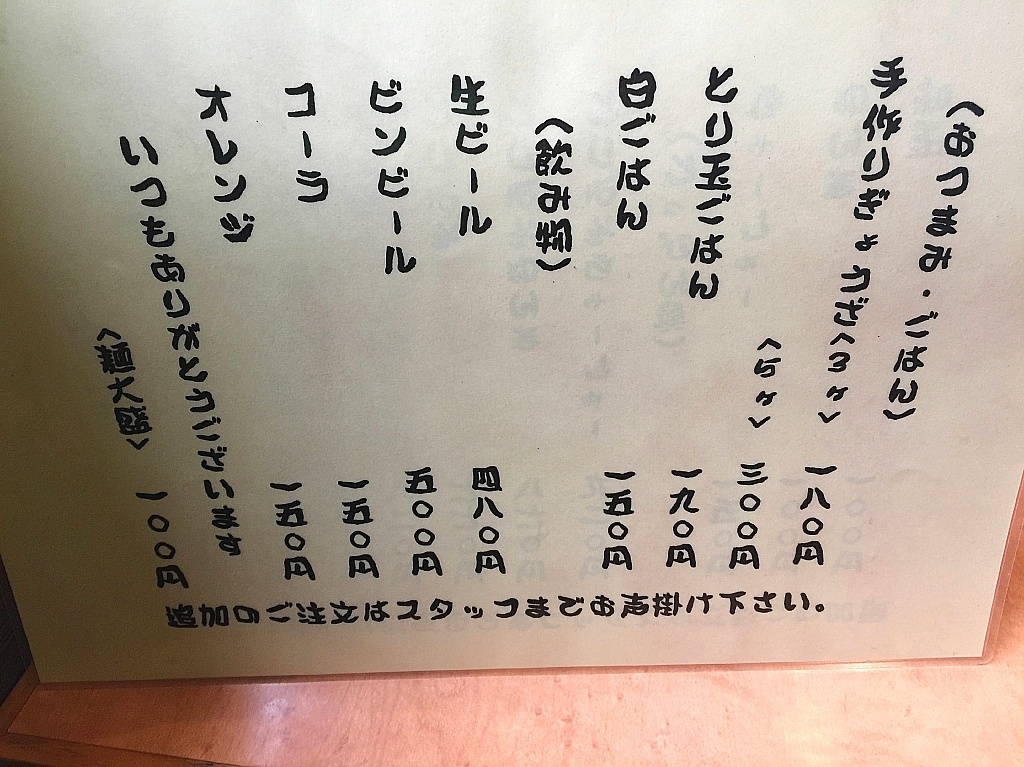 〈おつまみ・ごはん〉
手作りぎょうざ〈3ヶ〉 一八〇円
〈5ヶ〉 三〇〇円
とり玉ごはん 一九〇円
白ごはん 一五〇円
〈飲み物〉
生ビール 四八〇円
ビンビール 五〇〇円
コーラ 一五〇円
オレンジ 一五〇円
いつもありがとうございます
〈麺大盛〉 一〇〇円
追加のご注文はスタッフまでお声掛け下さい。